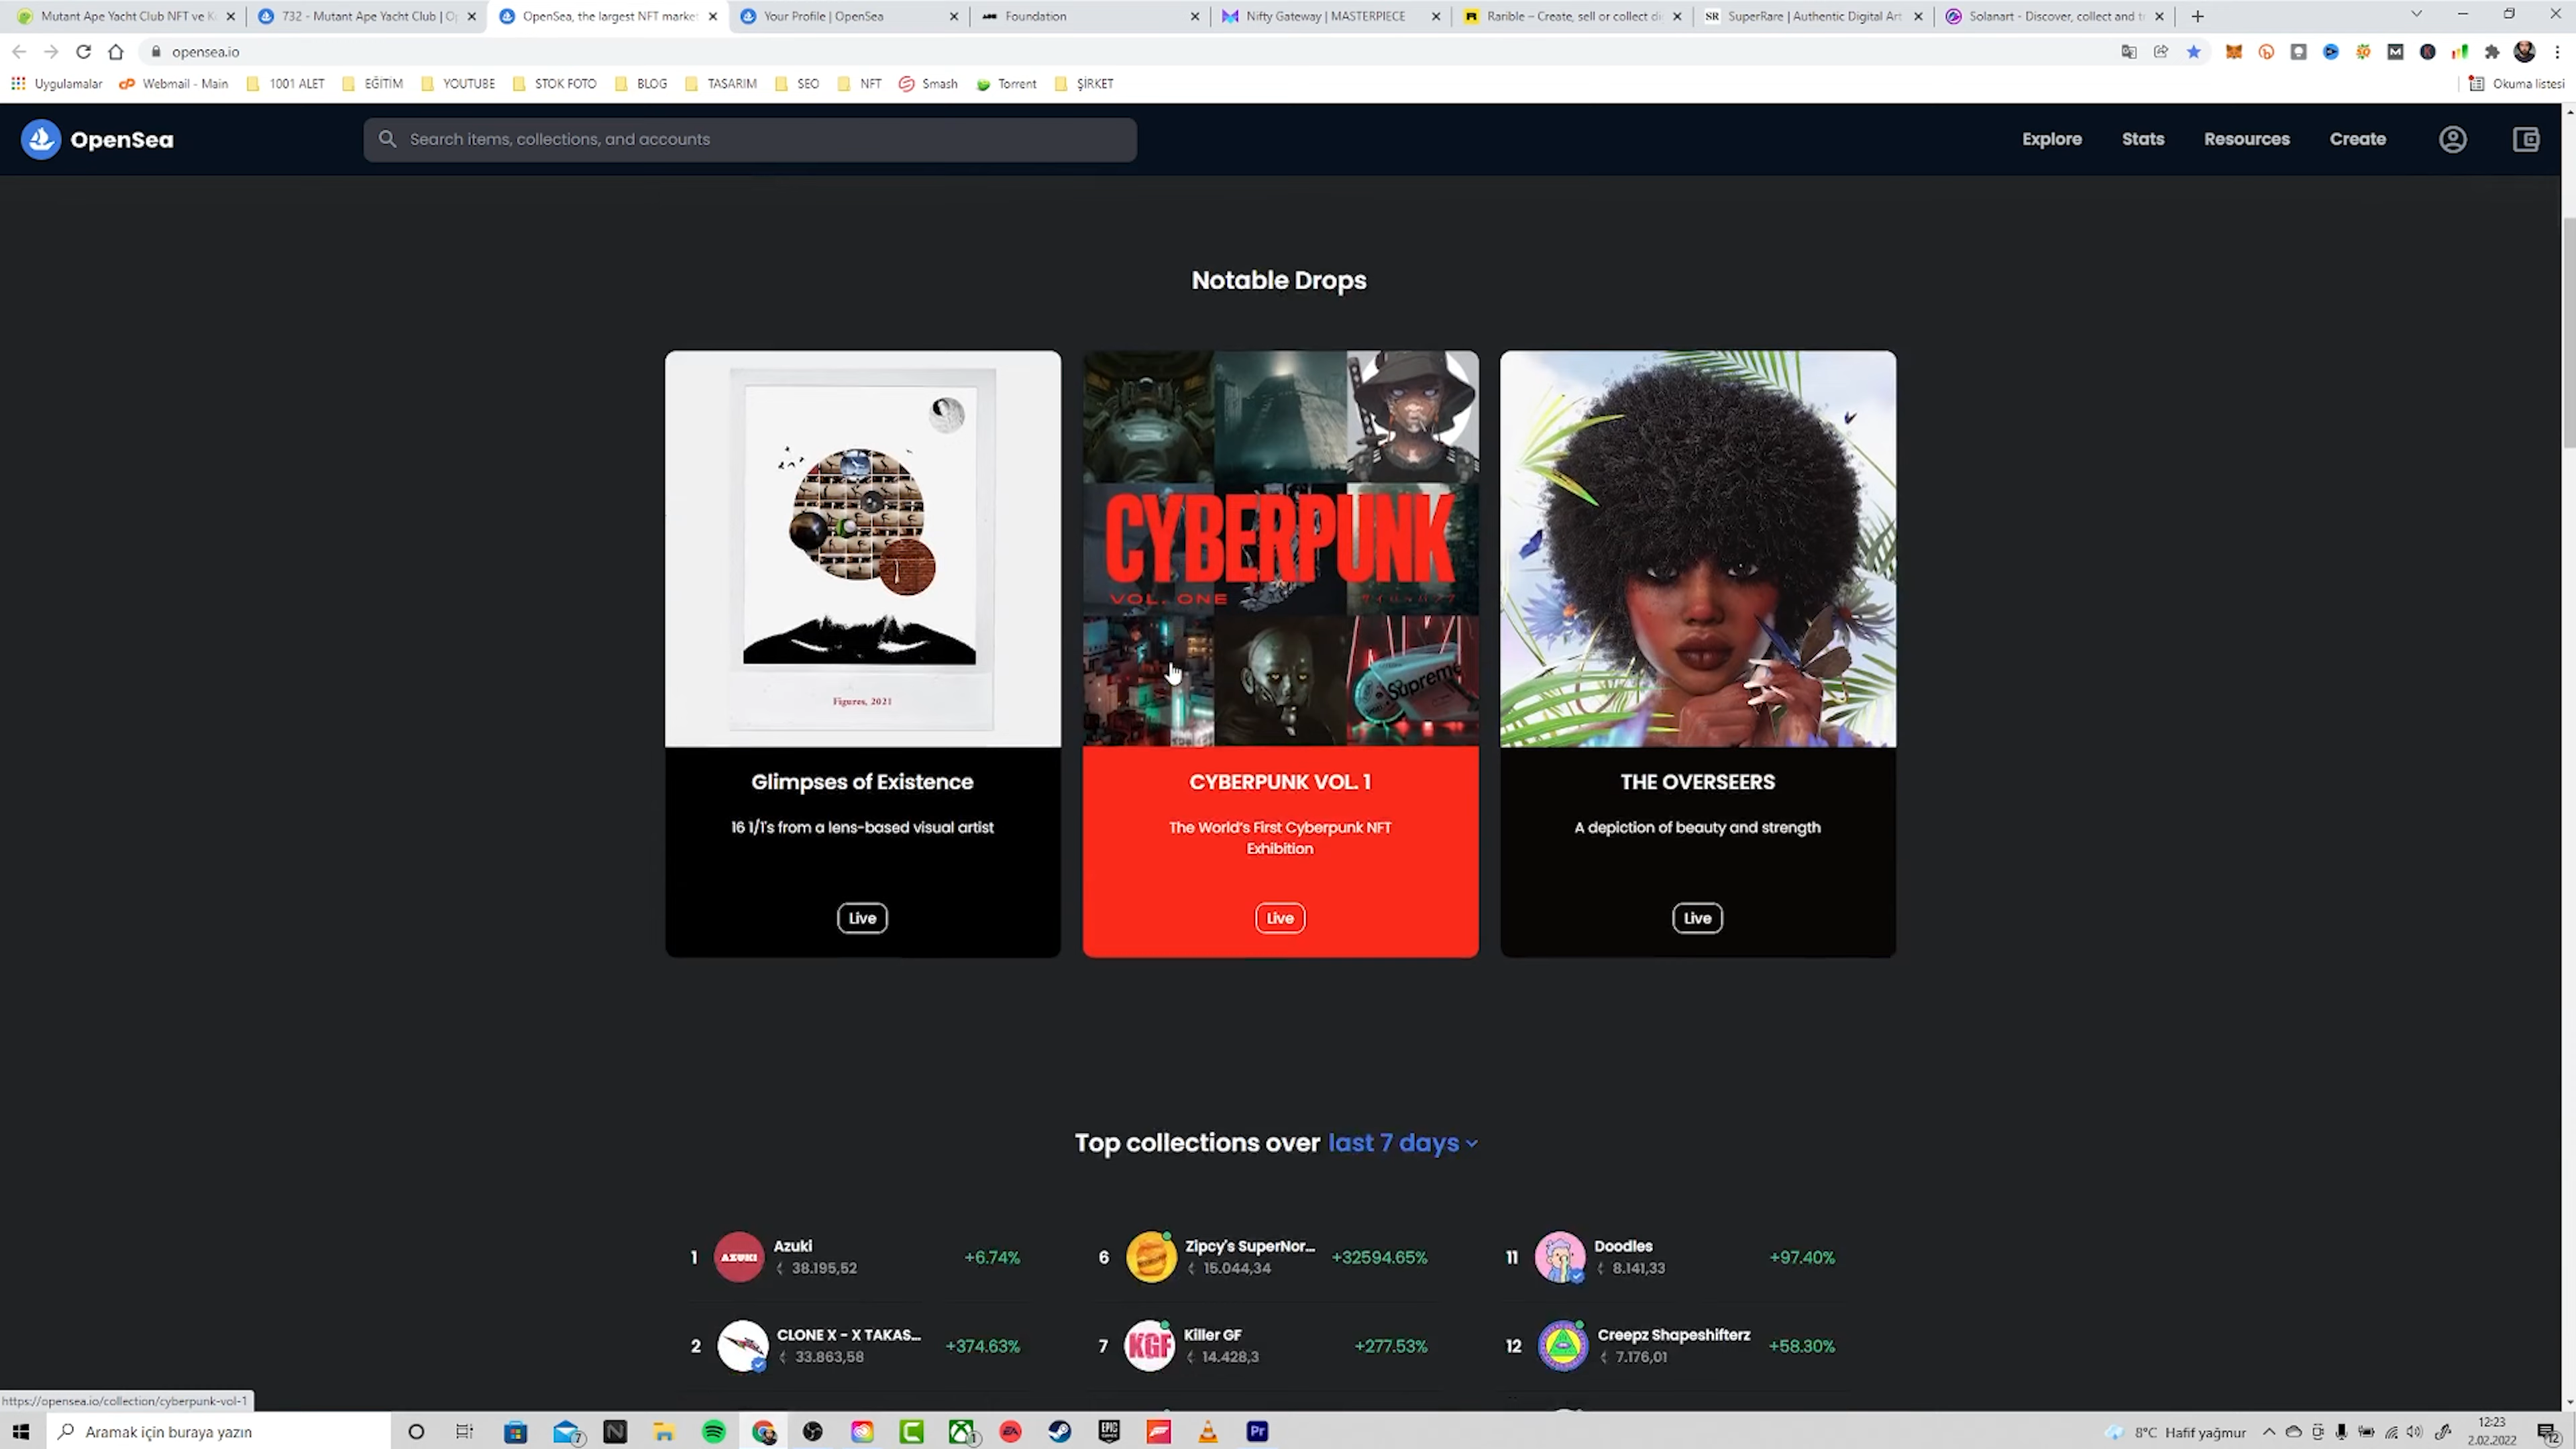 Mutant Ape Yacht Club NFT ve K
732 - Mutant Ape Yacht Club | Op
OpenSea, the largest NFT market
Your Profile | OpenSea
Foundation
Nifty Gateway | MASTERPIECE
Rarible – Create, sell or collect di
SuperRare | Authentic Digital Art
Solanart - Discover, collect and tr
opensea.io
Uygulamalar
Webmail - Main
1001 ALET
EĞİTİM
YOUTUBE
STOK FOTO
BLOG
TASARIM
SEO
NFT
Smash
Torrent
ŞİRKET
Okuma listesi
OpenSea
Search items, collections, and accounts
Explore
Stats
Resources
Create
Notable Drops
Figures, 2021
CYBERPUNK
VOL. ONE
Supreme
Glimpses of Existence
16 1/1's from a lens-based visual artist
Live
CYBERPUNK VOL. 1
The World's First Cyberpunk NFT
Exhibition
Live
THE OVERSEERS
A depiction of beauty and strength
Live
Top collections over last 7 days
1
AZUKI
Azuki
38.195,52
+6.74%
6
Zipcy's SuperNor...
15.044,34
+32594.65%
11
Doodles
8.141,33
+97.40%
2
CLONE X - X TAKAS...
33.863,58
+374.63%
7
KGF
Killer GF
14.428,3
+277.53%
12
Creepz Shapeshifterz
7.176,01
+58.30%
https://opensea.io/collection/cyberpunk-vol-1
Aramak için buraya yazın
8°C Hafif yağmur
12:23
2.02.2022